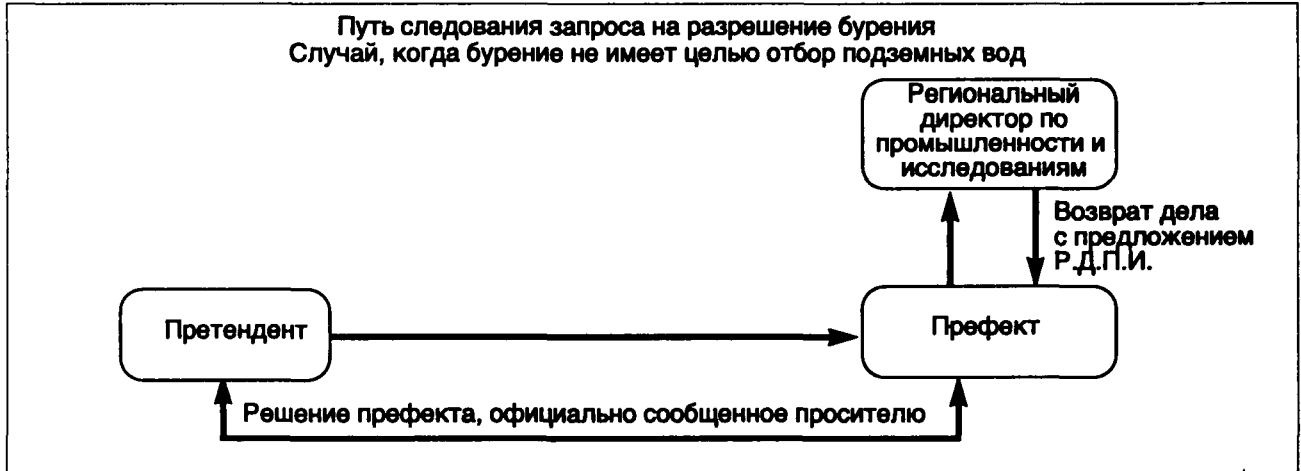 Путь следования запроса на разрешение бурения
Случай, когда бурение не имеет целью отбор подземных вод
Региональный
директор по
промышленности и
исследованиям
Возврат дела
с предложением
Р.Д.П.И.
Претендент
Префект
Решение префекта, официально сообщенное просителю